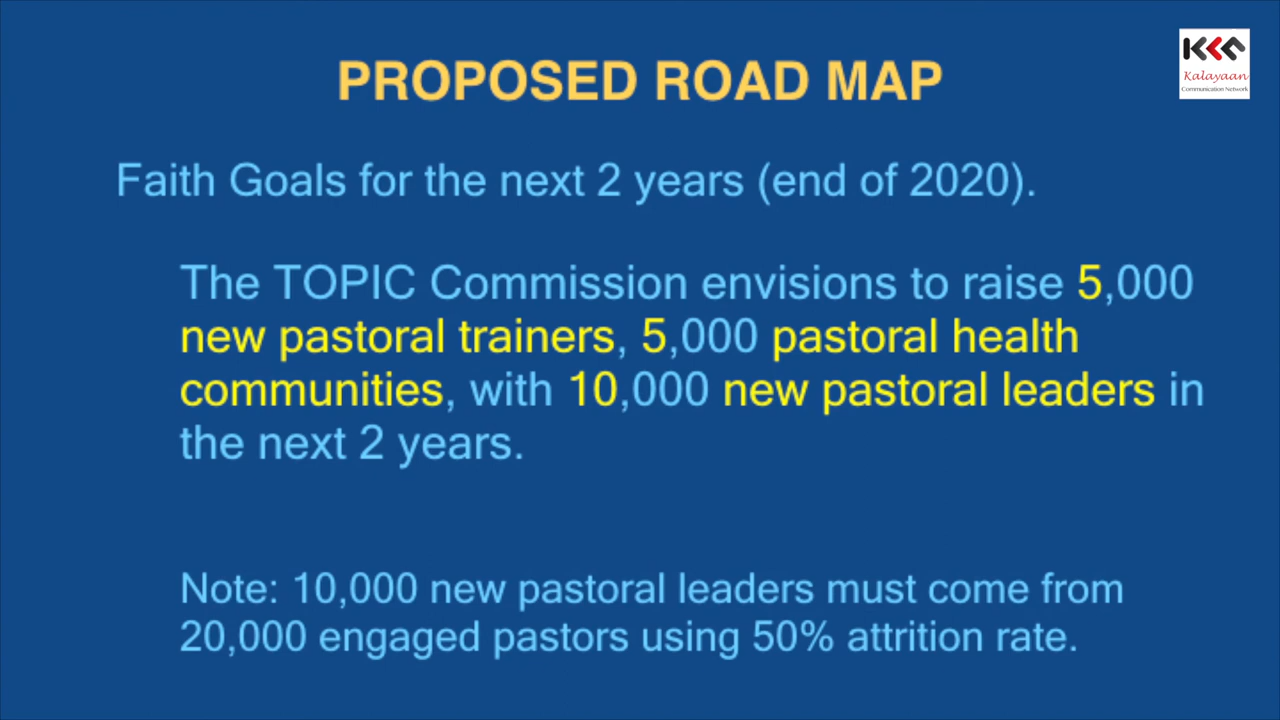 PROPOSED ROAD MAP
KCN
Kalayaan
Communication Network
Faith Goals for the next 2 years (end of 2020).
The TOPIC Commission envisions to raise 5,000
new pastoral trainers, 5,000 pastoral health
communities, with 10,000 new pastoral leaders in
the next 2 years.
Note: 10,000 new pastoral leaders must come from
20,000 engaged pastors using 50% attrition rate.